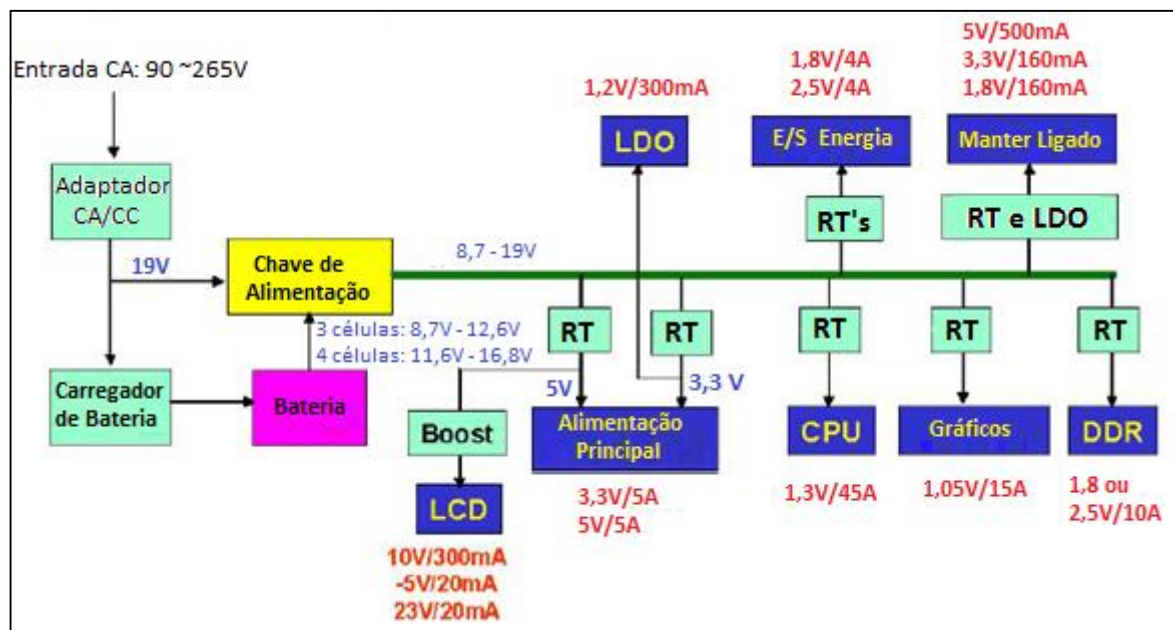 Entrada CA: 90 ~265V
Adaptador
CA/CC
19V
Chave de
Alimentação
8,7 - 19V
3 células: 8,7V - 12,6V
4 células: 11,6V - 16,8V
Carregador
de Bateria
Bateria
1,2V/300mA
LDO
1,8V/4A
2,5V/4A
E/S Energia
RT's
5V/500mA
3,3V/160mA
1,8V/160mA
Manter Ligado
RT e LDO
RT
RT
RT
RT
RT
5V
3,3 V
Boost
LCD
10V/300mA
-5V/20mA
23V/20mA
Alimentação
Principal
3,3V/5A
5V/5A
CPU
1,3V/45A
Gráficos
1,05V/15A
DDR
1,8 ou
2,5V/10A